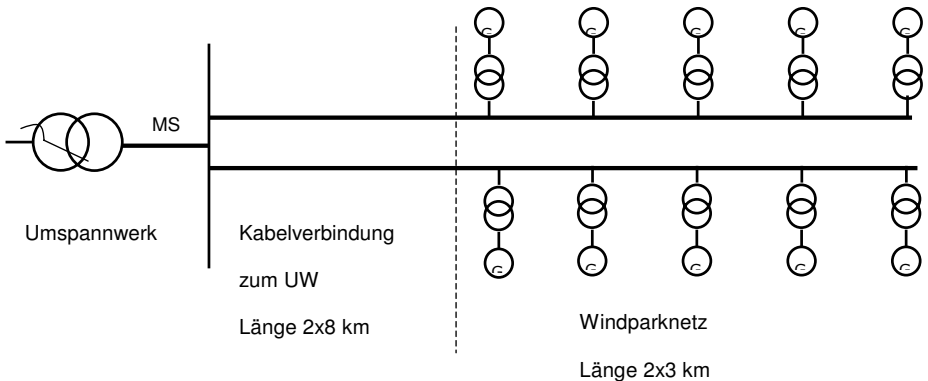 MS
Umspannwerk
Kabelverbindung
zum UW
Länge 2x8 km
Windparknetz
Länge 2x3 km